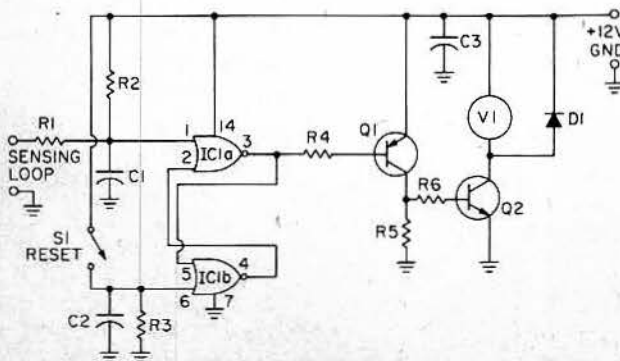 +12V
GND
C3
R2
V1
D1
R1
1
14
3
R4
Q1
2
IC1a
SENSING
LOOP
C1
R6
Q2
S1
RESET
R5
5
IC1b
4
6
7
C2
R3